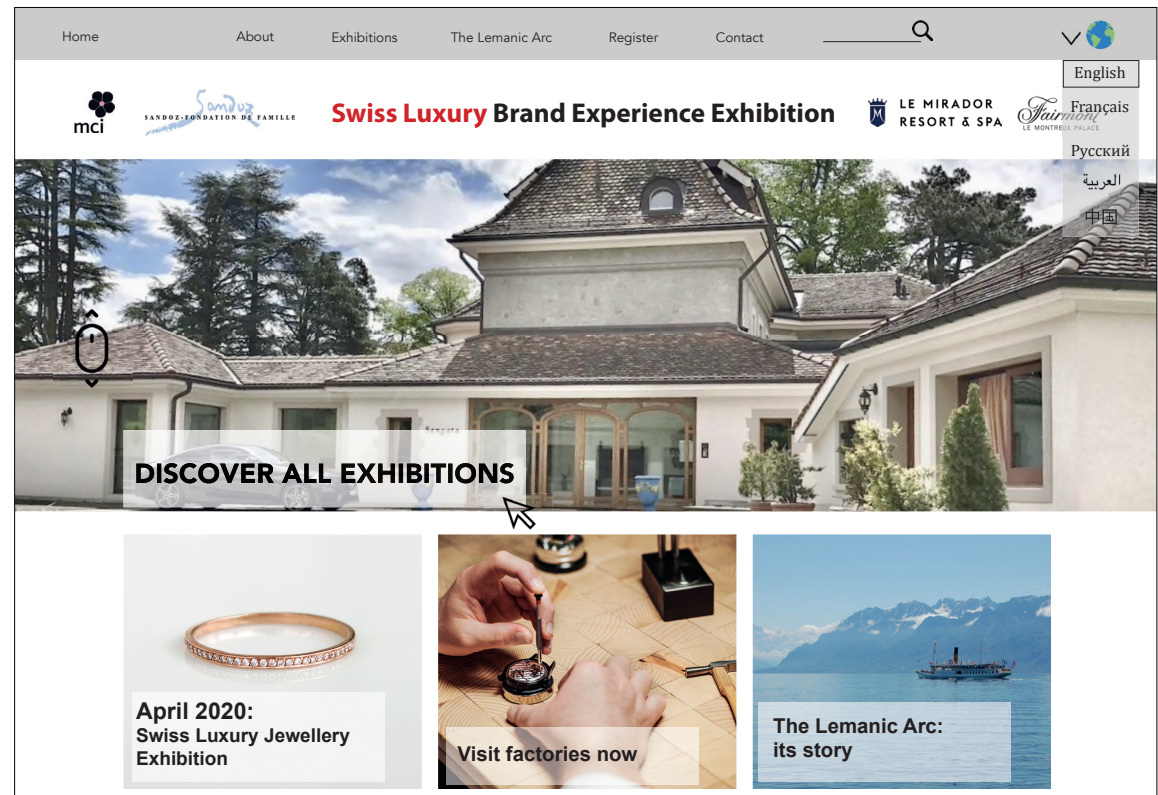 Home About Exhibitions The Lemanic Arc Register Contact
English
Français
Русский
العربية
中国
mci
Sandoz
SANDOZ-FONDATION DE FAMILLE
Swiss Luxury Brand Experience Exhibition
LE MIRADOR
RESORT & SPA
Fairmont
LE MONTREUX PALACE
DISCOVER ALL EXHIBITIONS
April 2020:
Swiss Luxury Jewellery
Exhibition
Visit factories now
The Lemanic Arc:
its story